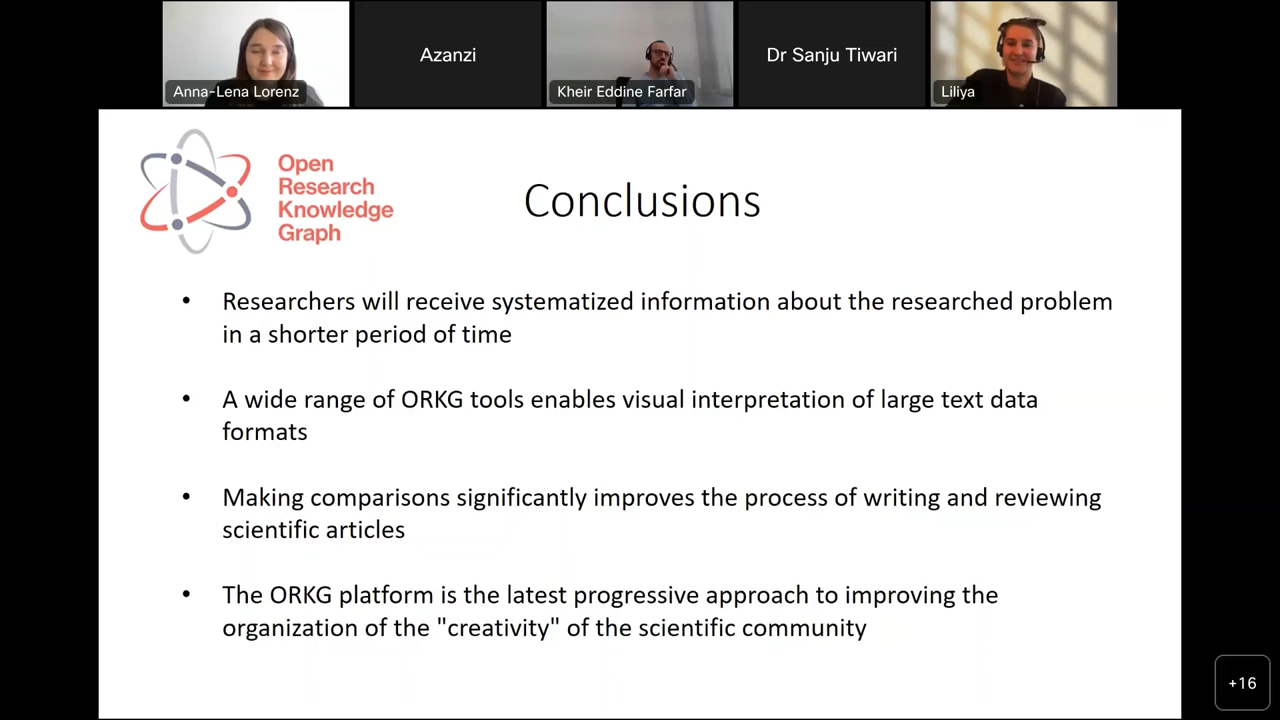 Anna-Lena Lorenz
Azanzi
Kheir Eddine Farfar
Dr Sanju Tiwari
Liliya
Open
Research
Knowledge
Graph
Conclusions
• Researchers will receive systematized information about the researched problem
in a shorter period of time
• A wide range of ORKG tools enables visual interpretation of large text data
formats
• Making comparisons significantly improves the process of writing and reviewing
scientific articles
• The ORKG platform is the latest progressive approach to improving the
organization of the "creativity" of the scientific community
+16